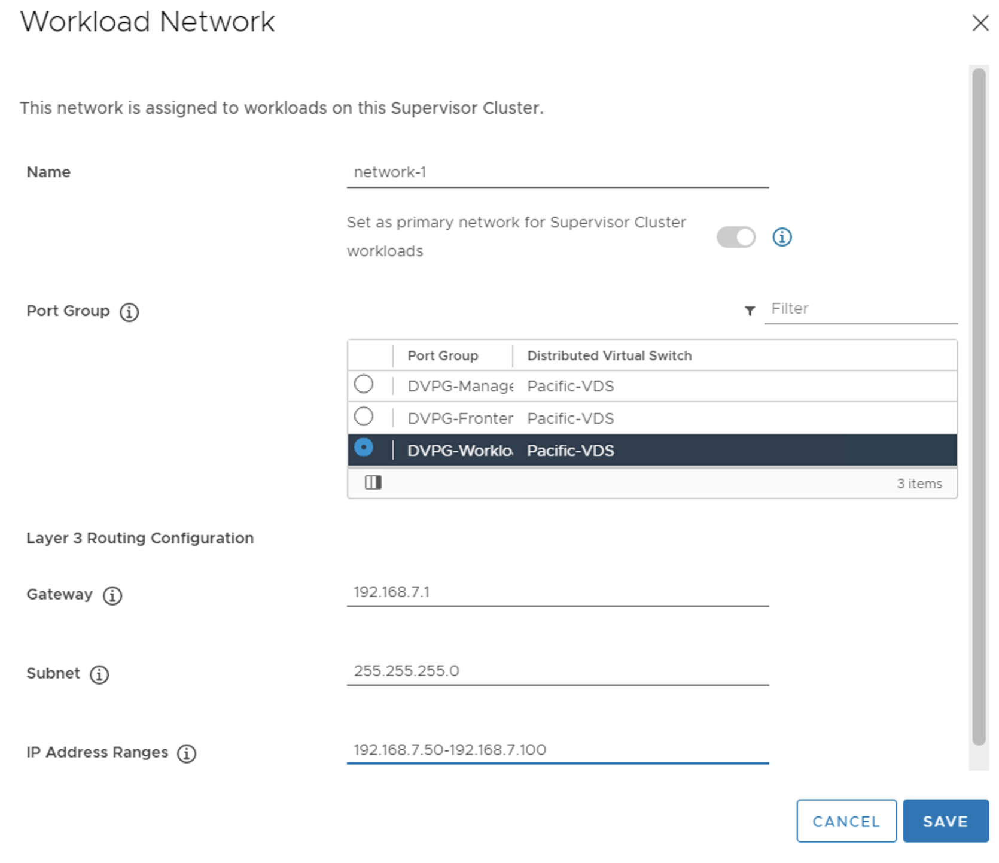 Workload Network
This network is assigned to workloads on this Supervisor Cluster.
Name
network-1
Set as primary network for Supervisor Cluster
workloads
Port Group
Filter
Port Group Distributed Virtual Switch
DVPG-Manage Pacific-VDS
DVPG-Fronter Pacific-VDS
DVPG-Worklo Pacific-VDS
3 items
Layer 3 Routing Configuration
Gateway
192.168.7.1
Subnet
255.255.255.0
IP Address Ranges
192.168.7.50-192.168.7.100
CANCEL SAVE